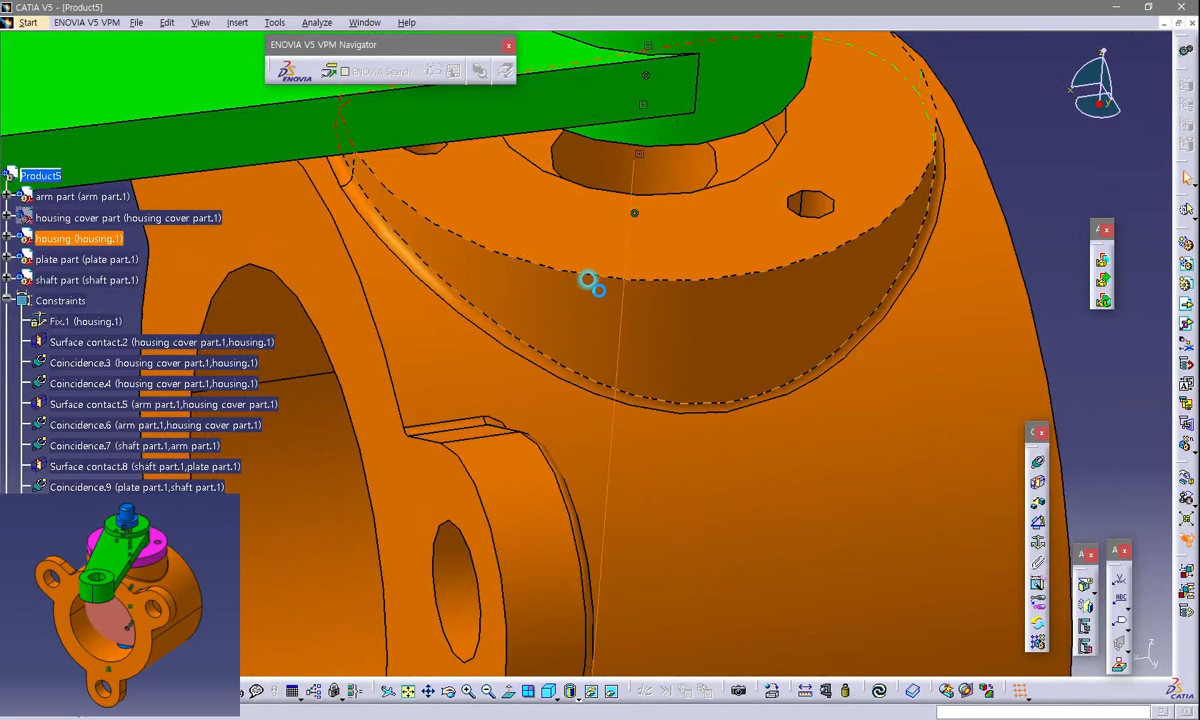 CATIA V5 - [Product5]
Start ENOVIA V5 VPM File Edit View Insert Tools Analyze Window Help
ENOVIA V5 VPM Navigator x
ENOVIA ENOVIA Search...
z
x y
Product5
arm part (arm part.1)
housing cover part (housing cover part.1)
housing (housing.1)
plate part (plate part.1)
shaft part (shaft part.1)
Constraints
Fix.1 (housing.1)
Surface contact.2 (housing cover part.1,housing.1)
Coincidence.3 (housing cover part.1,housing.1)
Coincidence.4 (housing cover part.1,housing.1)
Surface contact.5 (arm part.1,housing cover part.1)
Coincidence.6 (arm part.1,housing cover part.1)
Coincidence.7 (shaft part.1,arm part.1)
Surface contact.8 (shaft part.1,plate part.1)
Coincidence.9 (plate part.1,shaft part.1)
A x
C x
A x A x
ABC
z
y
CATIA